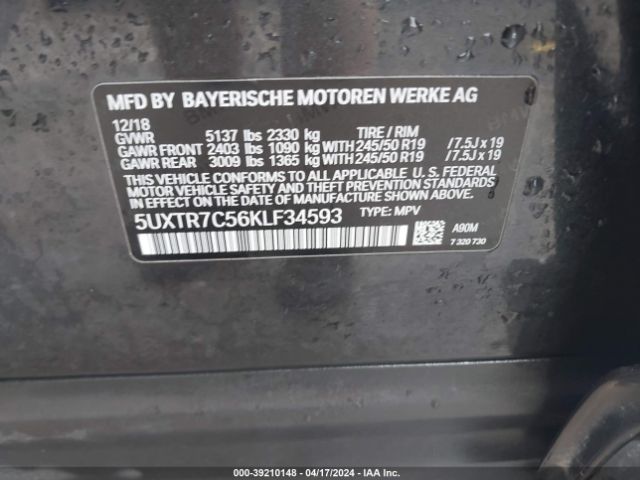 MFD BY BAYERISCHE MOTOREN WERKE AG
12/18
GVWR 5137 lbs 2330 kg TIRE / RIM
GAWR FRONT 2403 lbs 1090 kg WITH 245/50 R19 /7.5J x 19
GAWR REAR 3009 lbs 1365 kg WITH 245/50 R19 /7.5J x 19
THIS VEHICLE CONFORMS TO ALL APPLICABLE U. S. FEDERAL
MOTOR VEHICLE SAFETY, BUMPER, AND THEFT PREVENTION STANDARDS
IN EFFECT ON THE DATE OF MANUFACTURE SHOWN ABOVE.
5UXTR7C56KLF34593 TYPE: MPV
A90M
7 320 730
000-39210148 - 04/17/2024 - IAA Inc.